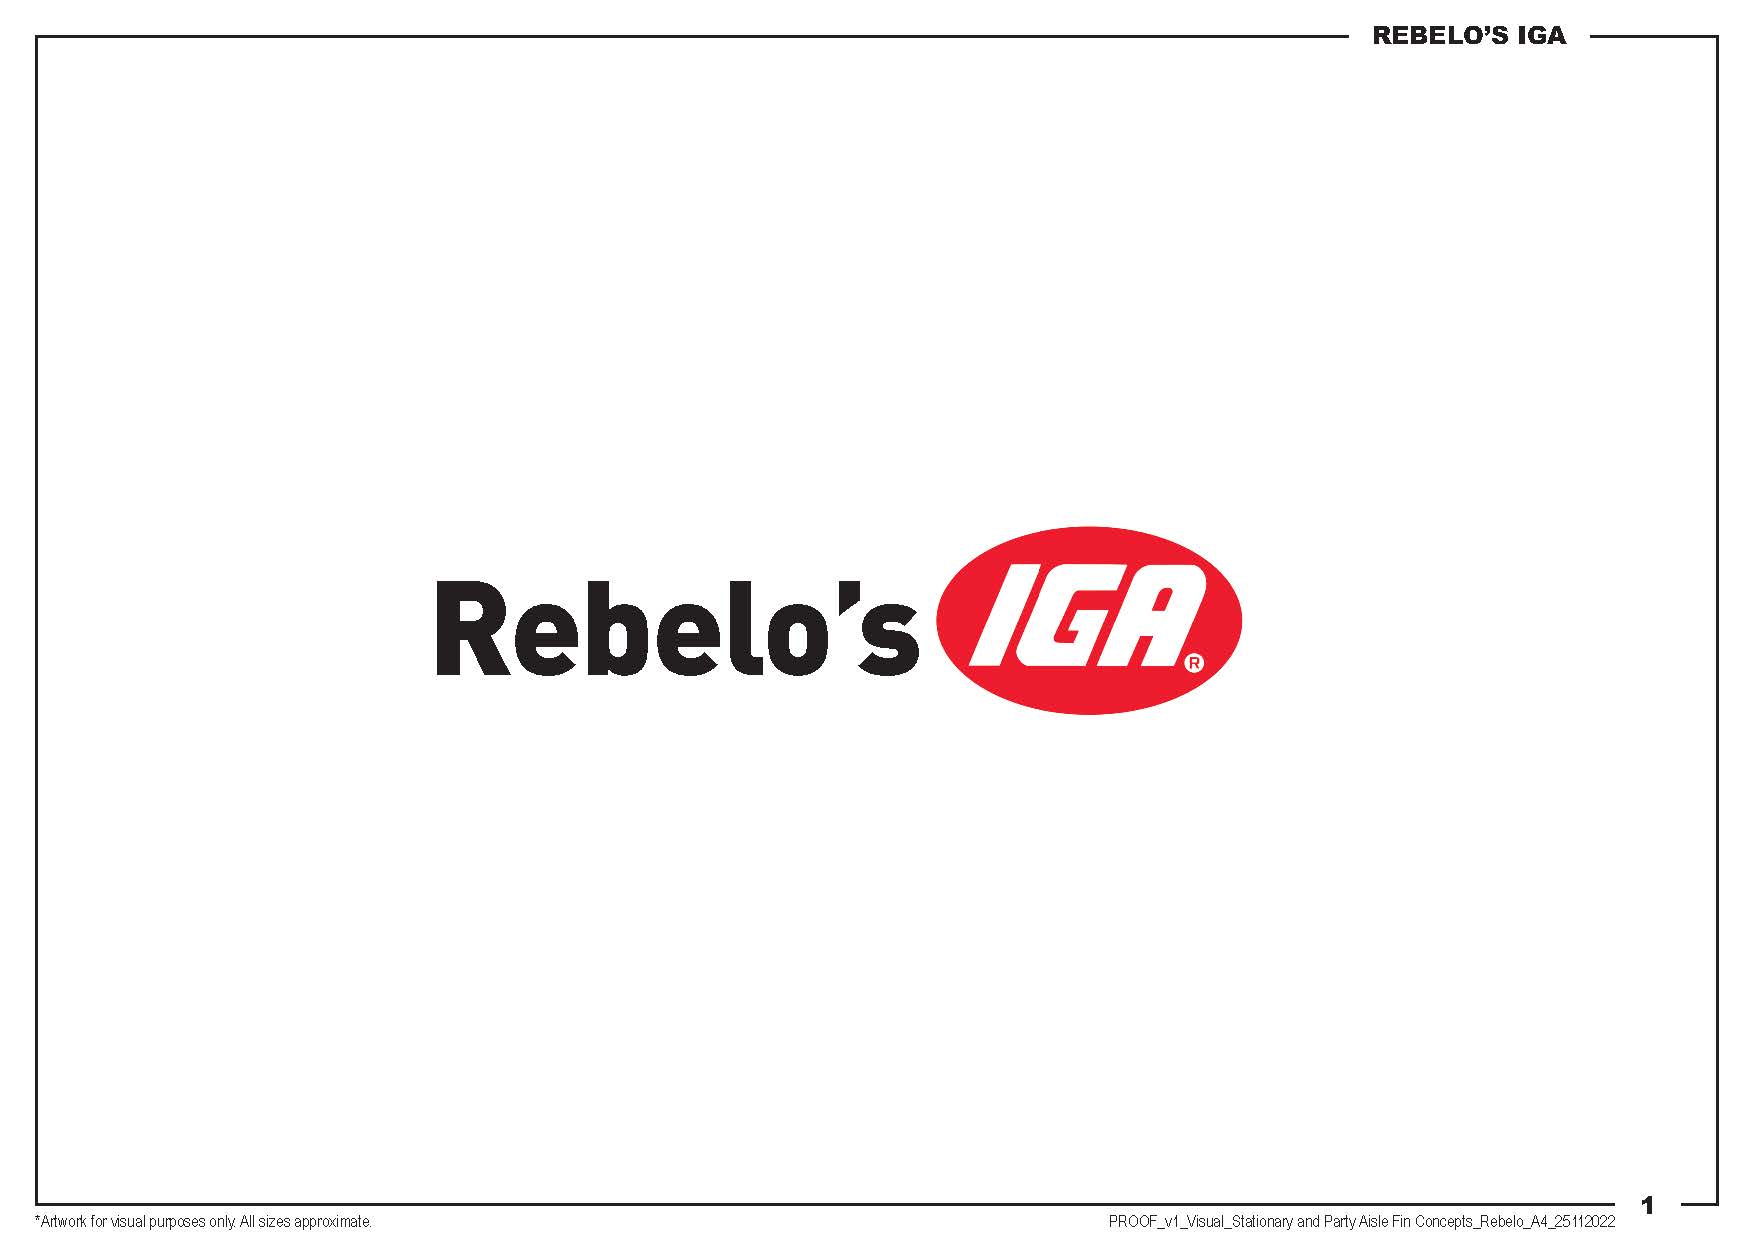 REBELO’S IGA
Rebelo’s IGA®
1
*Artwork for visual purposes only. All sizes approximate.
PROOF_v1_Visual_Stationary and Party Aisle Fin Concepts_Rebelo_A4_25112022